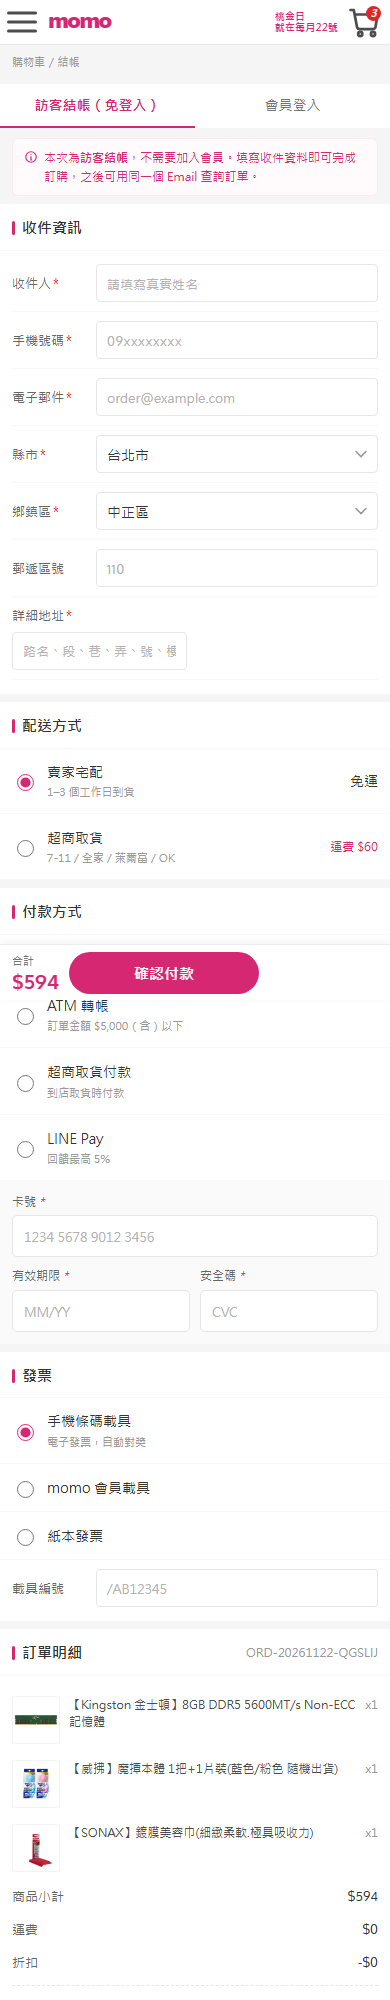 momo
桃金日
就在每月22號
3
購物車 / 結帳
訪客結帳（免登入）
會員登入
本次為訪客結帳，不需要加入會員。填寫收件資料即可完成
訂購，之後可用同一個 Email 查詢訂單。
收件資訊
收件人*
請填寫真實姓名
手機號碼*
09xxxxxxxx
電子郵件*
order@example.com
縣市*
台北市
鄉鎮區*
中正區
郵遞區號
110
詳細地址*
路名、段、巷、弄、號、樓
配送方式
賣家宅配
1–3 個工作日到貨
免運
超商取貨
7-11 / 全家 / 萊爾富 / OK
運費 $60
付款方式
合計
$594
確認付款
ATM 轉帳
訂單金額 $5,000（含）以下
超商取貨付款
到店取貨時付款
LINE Pay
回饋最高 5%
卡號 *
1234 5678 9012 3456
有效期限 *
安全碼 *
MM/YY
CVC
發票
手機條碼載具
電子發票，自動對獎
momo 會員載具
紙本發票
載具編號
/AB12345
訂單明細
ORD-20261122-QGSLIJ
【Kingston 金士頓】8GB DDR5 5600MT/s Non-ECC
記憶體
x1
【威拂】魔撢本體 1把+1片裝(藍色/粉色 隨機出貨)
x1
【SONAX】鍍膜美容巾(細緻柔軟.極具吸收力)
x1
商品小計
$594
運費
$0
折扣
-$0